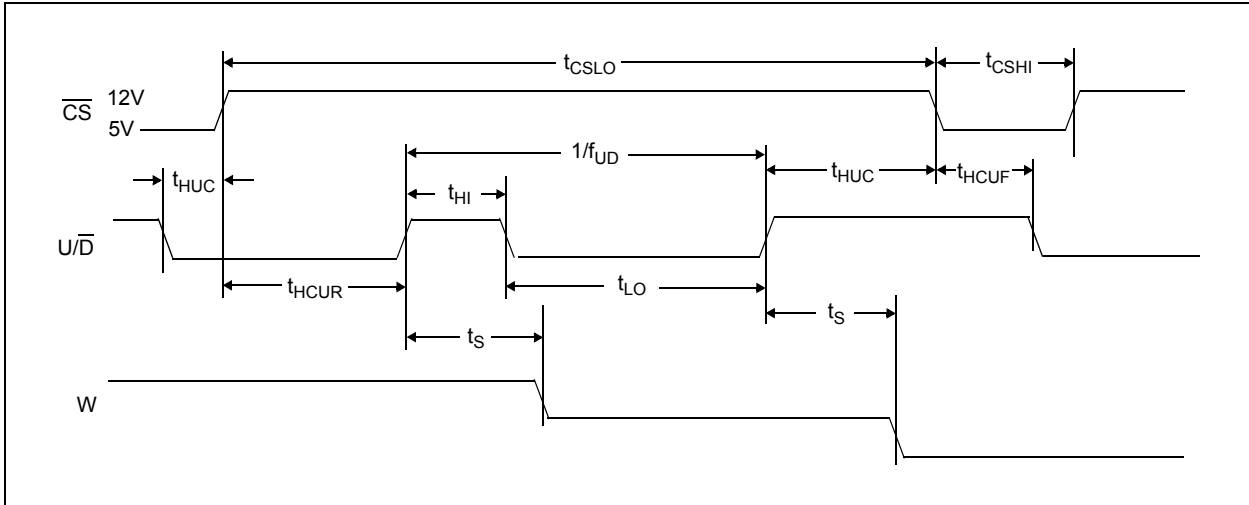 tCSLO
tCSHI
CS 12V
5V
1/fUD
tHUC
tHUC
tHCUF
tHI
U/D
tHCUR
tLO
tS
tS
W